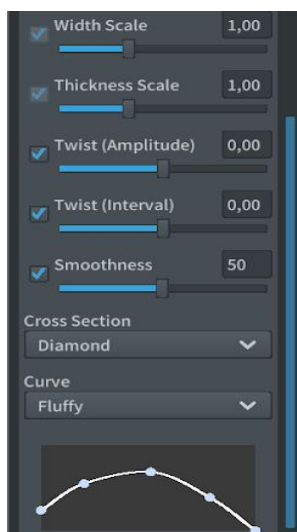 Width Scale 1,00
Thickness Scale 1,00
Twist (Amplitude) 0,00
Twist (Interval) 0,00
Smoothness 50
Cross Section
Diamond
Curve
Fluffy